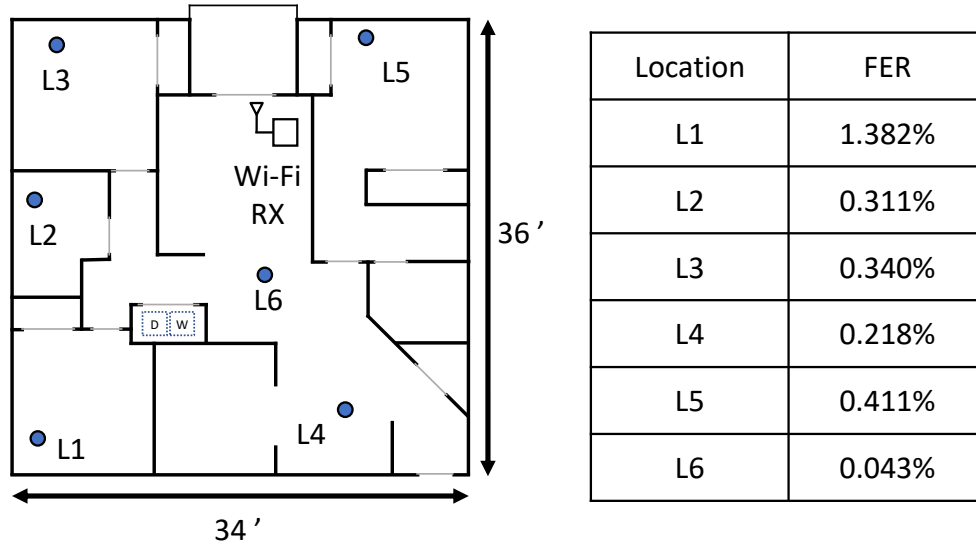 L3
L5
Wi-Fi
RX
L2
36 ’
L6
D W
L1
L4
34 ’
Location FER
L1 1.382%
L2 0.311%
L3 0.340%
L4 0.218%
L5 0.411%
L6 0.043%